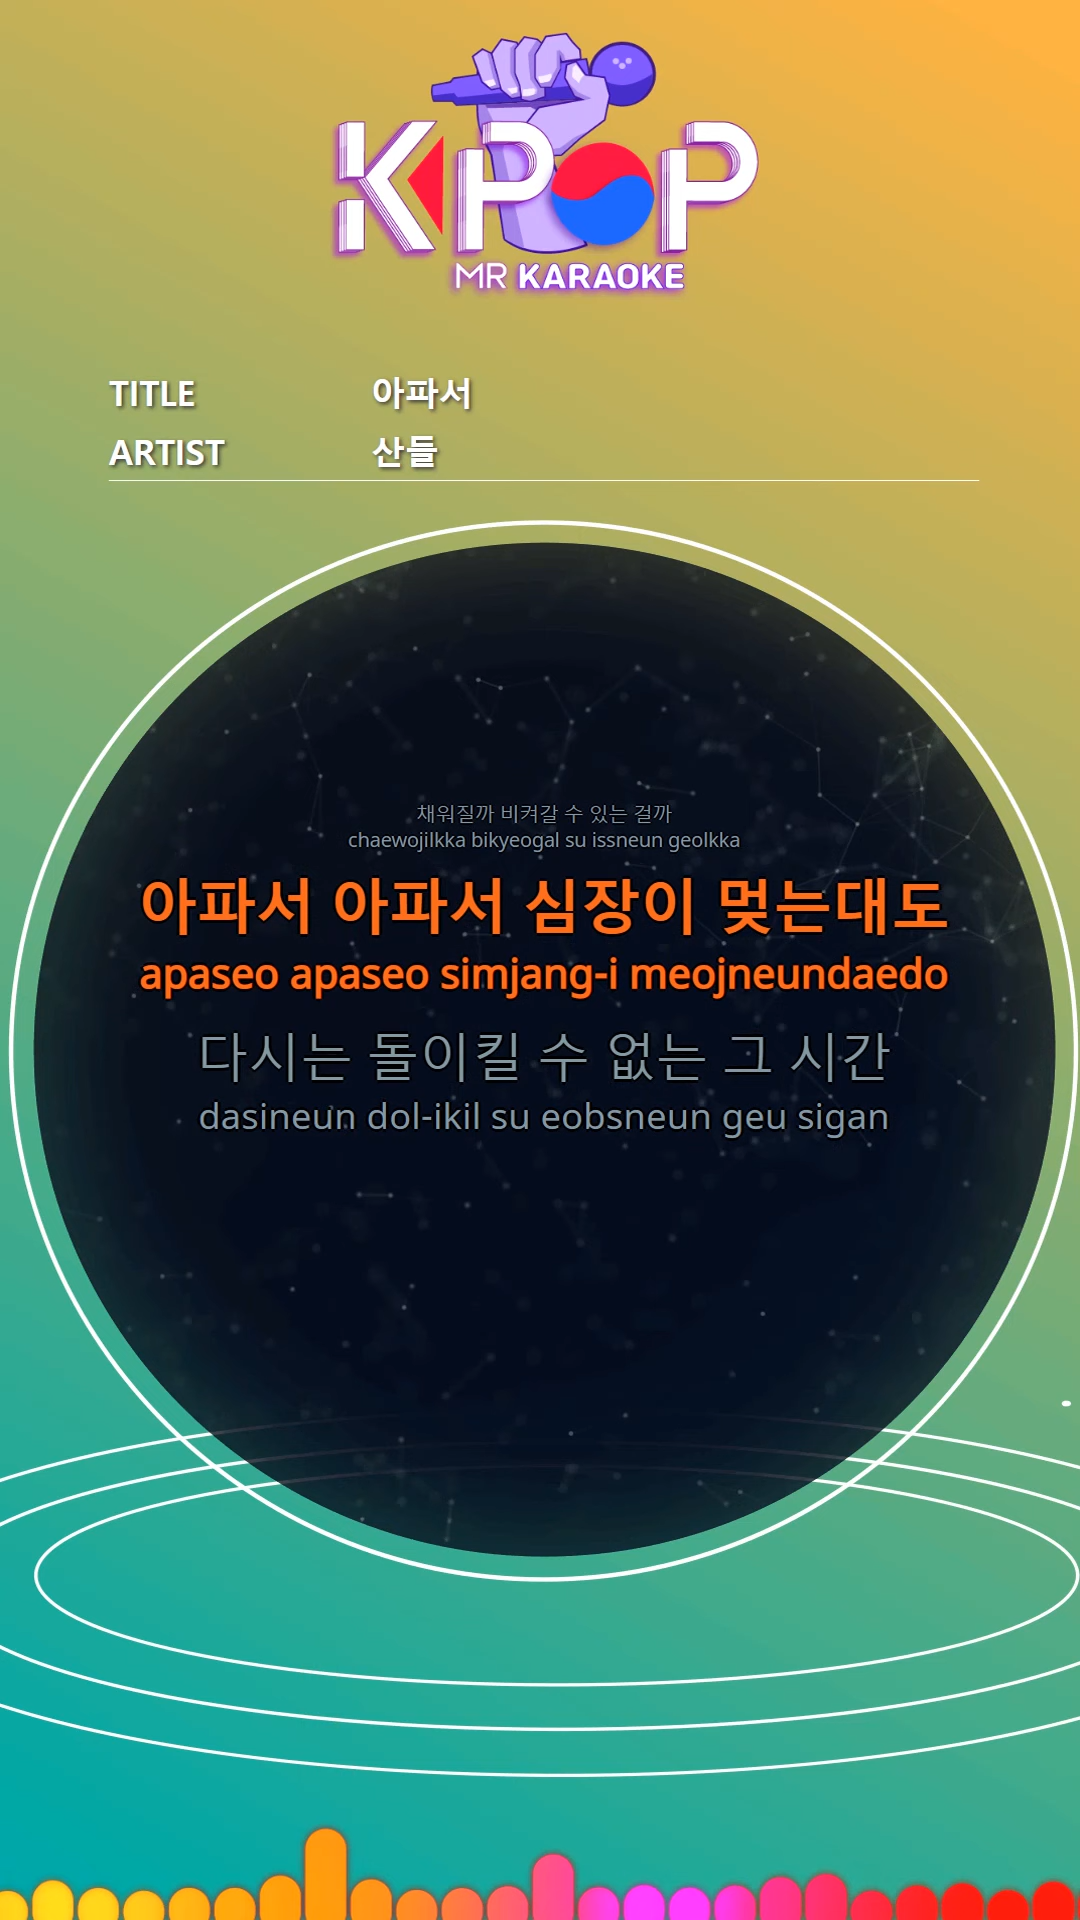 KPOP
MR KARAOKE
TITLE 아파서
ARTIST 산들
채워질까 비켜갈 수 있는 걸까
chaewojilkka bikyeogal su issneun geolkka
아파서 아파서 심장이 멎는대도
apaseo apaseo simjang-i meojneundaedo
다시는 돌이킬 수 없는 그 시간
dasineun dol-ikil su eobsneun geu sigan